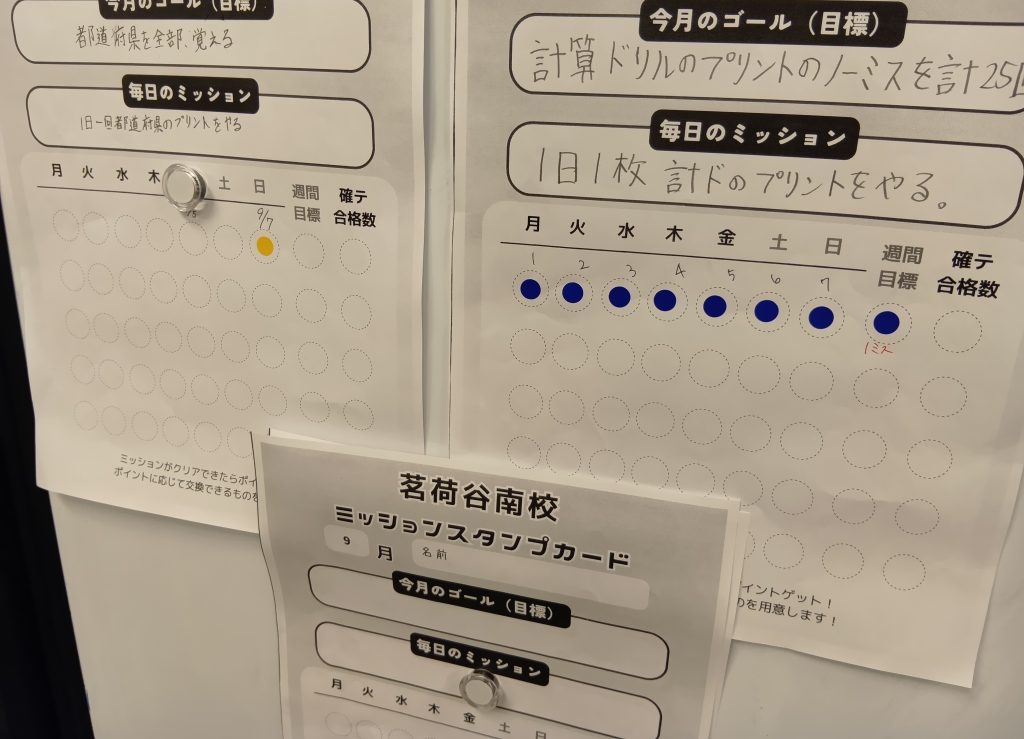 今月のゴール（目標）
都道府県を全部、覚える
毎日のミッション
1日一回都道府県のプリントをやる
月 火 水 木 土 日 週間目標 確テ合格数
9/7
ミッションがクリアできたらポイ
ポイントに応じて交換できるものを
今月のゴール（目標）
計算ドリルのプリントのノーミスを計25回
毎日のミッション
1日1枚 計ドのプリントをやる。
月 火 水 木 金 土 日 週間目標 確テ合格数
1 2 3 4 5 6 7
1ミス
イントゲット！
のを用意します！
茗荷谷南校
ミッションスタンプカード
9 月 名前
今月のゴール（目標）
毎日のミッション
月 火 水 木 金 土 日